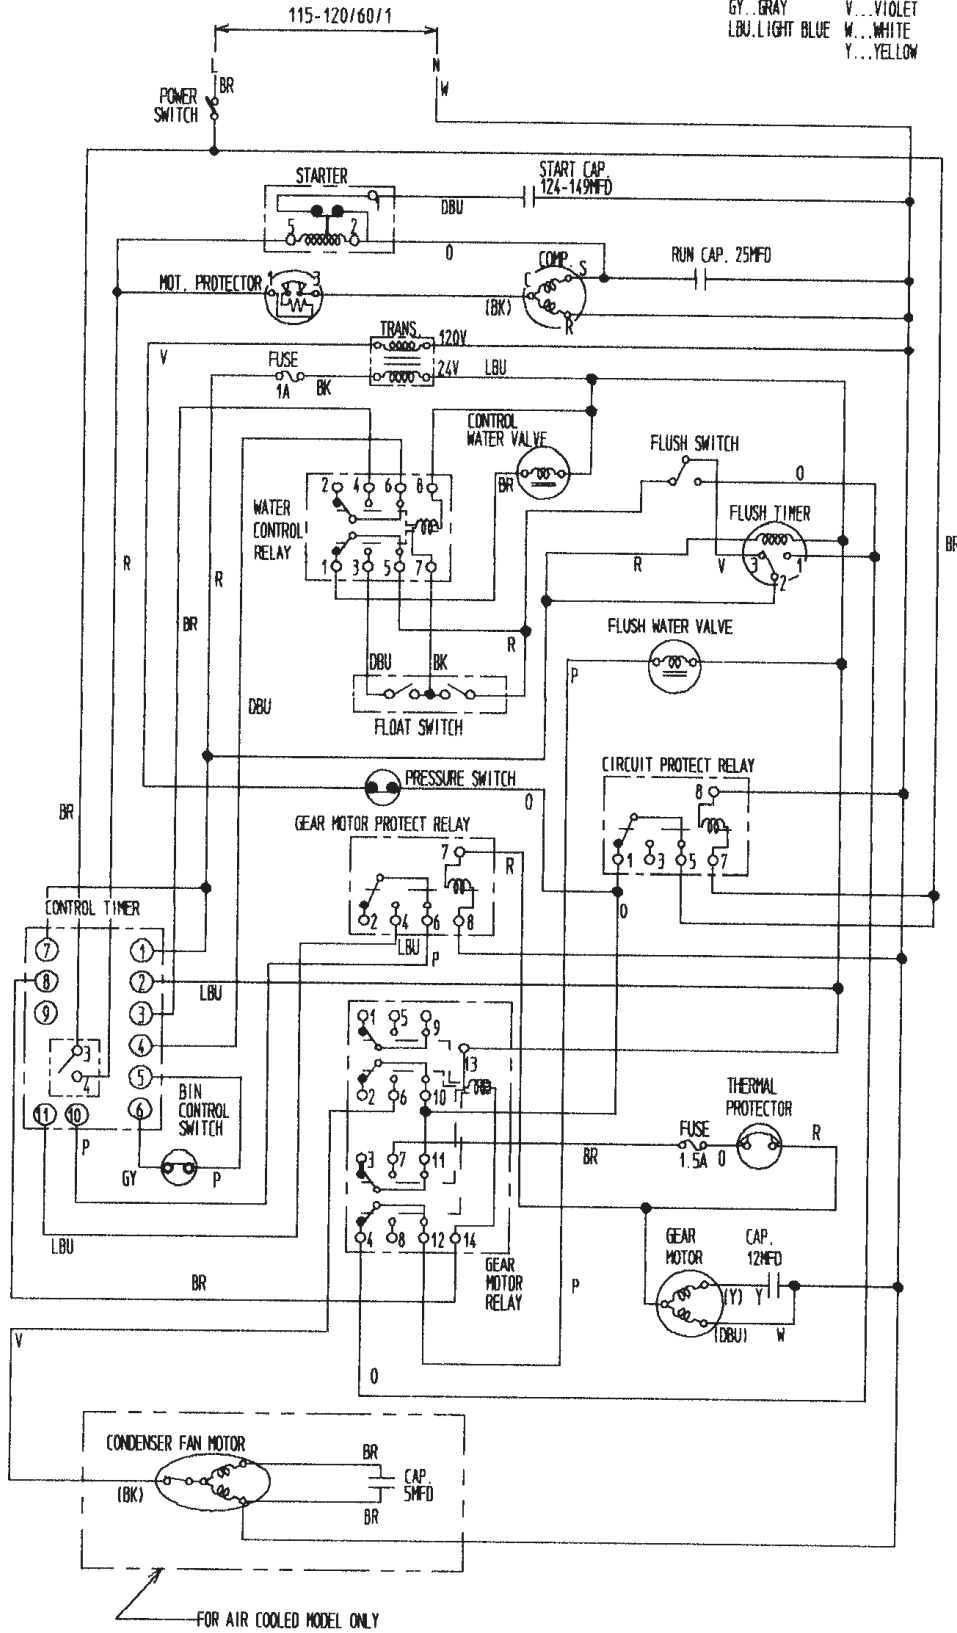 115-120/60/1
GY..GRAY V...VIOLET
LBU.LIGHT BLUE W...WHITE
Y...YELLOW
L
N
BR
W
POWER
SWITCH
STARTER
START CAP.
124-149MFD
DBU
5
2
O
COMP.
RUN CAP. 25MFD
MOT. PROTECTOR
1
3
C
S
R
(BK)
TRANS.
120V
V
FUSE
1A
BK
24V
LBU
CONTROL
WATER VALVE
BR
FLUSH SWITCH
O
WATER
CONTROL
RELAY
2 4 6 8
1 3 5 7
FLUSH TIMER
3
1
2
R
V
BR
R
R
BR
R
FLUSH WATER VALVE
P
DBU
BK
DBU
FLOAT SWITCH
CIRCUIT PROTECT RELAY
8
1 3 5 7
PRESSURE SWITCH
O
BR
GEAR MOTOR PROTECT RELAY
7
R
2 4 6 8
LBU
P
O
CONTROL TIMER
7
1
8
2
LBU
9
3
3
4
4
5
11
10
6
BIN
CONTROL
SWITCH
P
GY
P
LBU
1 5 9
13
2 6 10
3 7 11
4 8 12 14
GEAR
MOTOR
RELAY
THERMAL
PROTECTOR
FUSE
1.5A
O
R
BR
GEAR
MOTOR
CAP.
12MFD
(Y)
Y
(DBU)
W
BR
P
V
O
CONDENSER FAN MOTOR
(BK)
BR
CAP.
5MFD
BR
FOR AIR COOLED MODEL ONLY